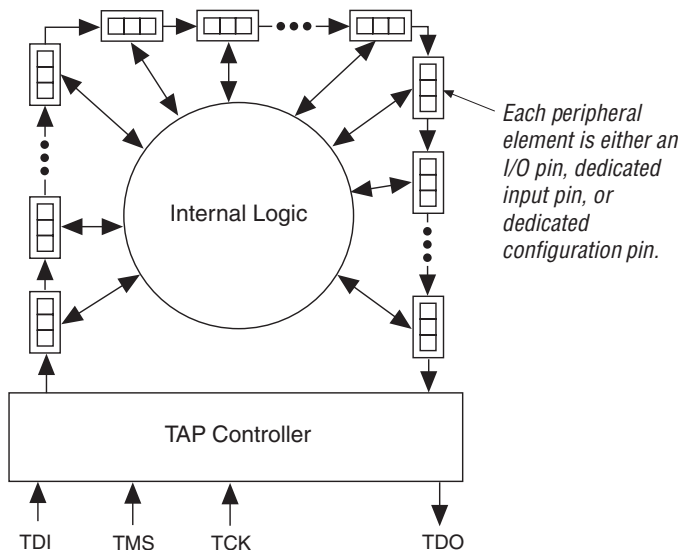 Each peripheral
element is either an
I/O pin, dedicated
input pin, or
dedicated
configuration pin.
Internal Logic
TAP Controller
TDI
TMS
TCK
TDO